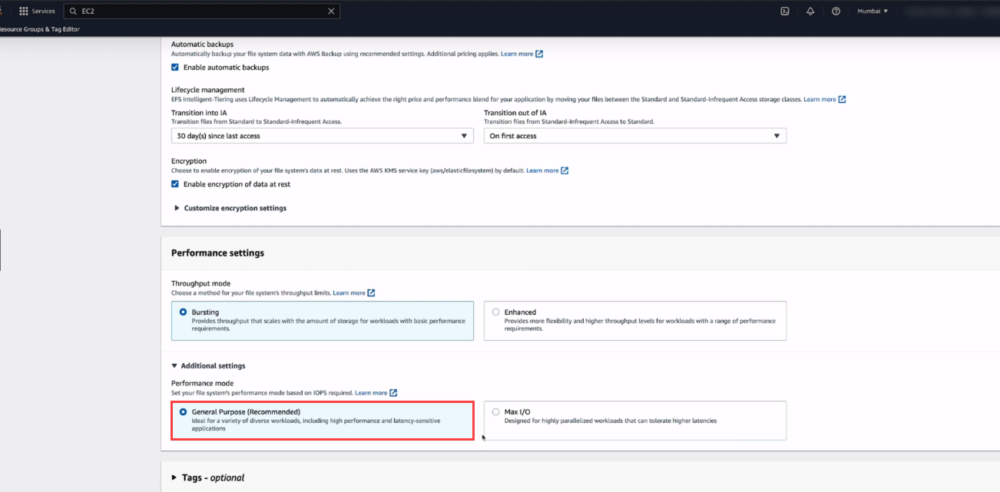 Services
EC2
Mumbai
Resource Groups & Tag Editor
Automatic backups
Automatically backup your file system data with AWS Backup using recommended settings. Additional pricing applies. Learn more
Enable automatic backups
Lifecycle management
EFS Intelligent-Tiering uses Lifecycle Management to automatically achieve the right price and performance blend for your application by moving your files between the Standard and Standard-Infrequent Access storage classes. Learn more
Transition into IA
Transition files from Standard to Standard-Infrequent Access.
30 day(s) since last access
Transition out of IA
Transition files from Standard-Infrequent Access to Standard.
On first access
Encryption
Choose to enable encryption of your file system's data at rest. Uses the AWS KMS service key (aws/elasticfilesystem) by default. Learn more
Enable encryption of data at rest
Customize encryption settings
Performance settings
Throughput mode
Choose a method for your file system's throughput limits. Learn more
Bursting
Provides throughput that scales with the amount of storage for workloads with basic performance
requirements.
Enhanced
Provides more flexibility and higher throughput levels for workloads with a range of performance
requirements.
Additional settings
Performance mode
Set your file system's performance mode based on IOPS required. Learn more
General Purpose (Recommended)
Ideal for a variety of diverse workloads, including high performance and latency-sensitive
applications
Max I/O
Designed for highly parallelized workloads that can tolerate higher latencies
Tags - optional